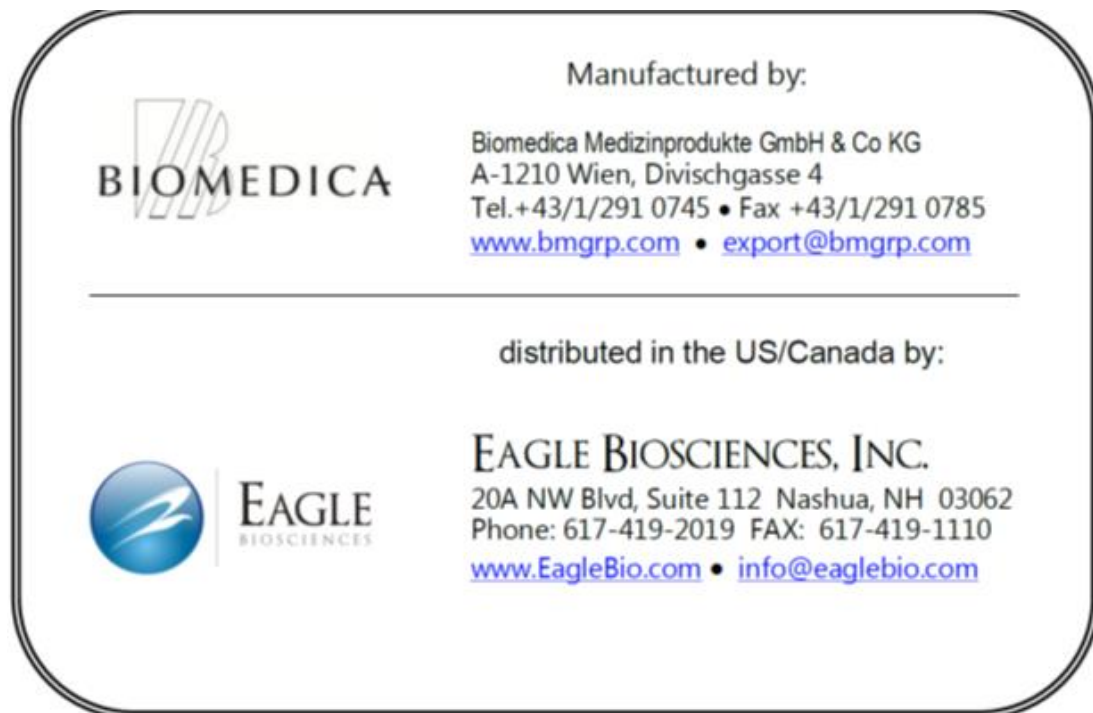 Manufactured by:
BIOMEDICA
Biomedica Medizinprodukte GmbH & Co KG
A-1210 Wien, Divischgasse 4
Tel.+43/1/291 0745 • Fax +43/1/291 0785
www.bmgrp.com • export@bmgrp.com
distributed in the US/Canada by:
EAGLE
BIOSCIENCES
EAGLE BIOSCIENCES, INC.
20A NW Blvd, Suite 112 Nashua, NH 03062
Phone: 617-419-2019 FAX: 617-419-1110
www.EagleBio.com • info@eaglebio.com